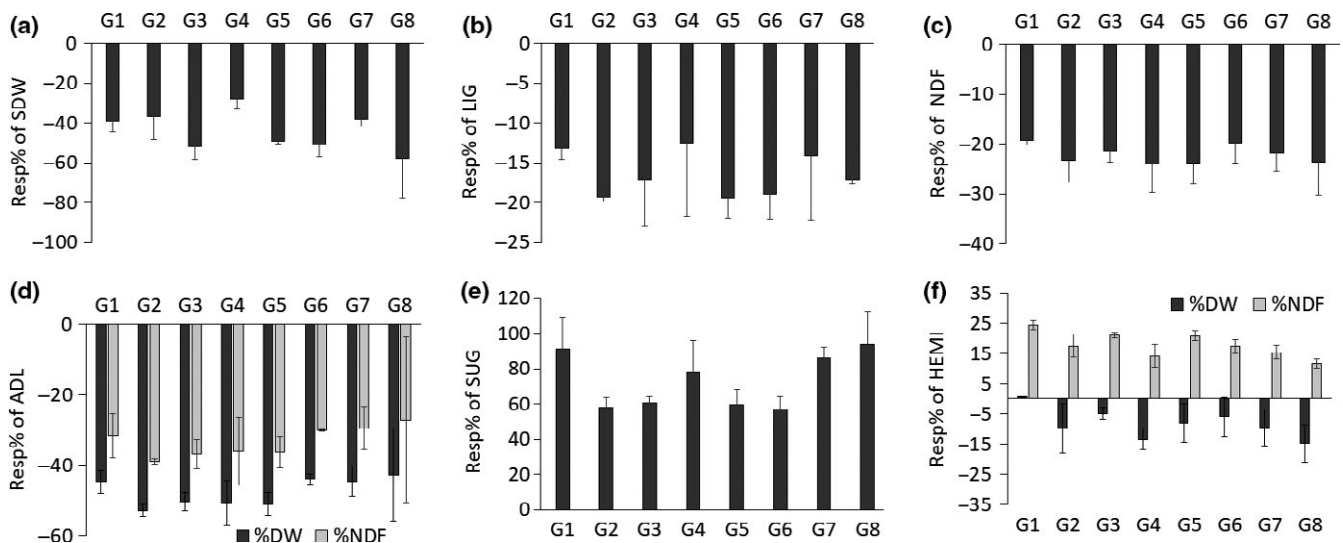 (a) G1 G2 G3 G4 G5 G6 G7 G8
0
−20
−40
−60
−80
−100
Resp% of SDW
(b) G1 G2 G3 G4 G5 G6 G7 G8
0
−5
−10
−15
−20
−25
Resp% of LIG
(c) G1 G2 G3 G4 G5 G6 G7 G8
0
−10
−20
−30
−40
Resp% of NDF
(d) G1 G2 G3 G4 G5 G6 G7 G8
0
−20
−40
−60
Resp% of ADL
%DW %NDF
(e)
120
100
80
60
40
20
0
Resp% of SUG
G1 G2 G3 G4 G5 G6 G7 G8
(f)
35
25
15
5
−5
−15
−25
−35
Resp% of HEMI
%DW %NDF
G1 G2 G3 G4 G5 G6 G7 G8